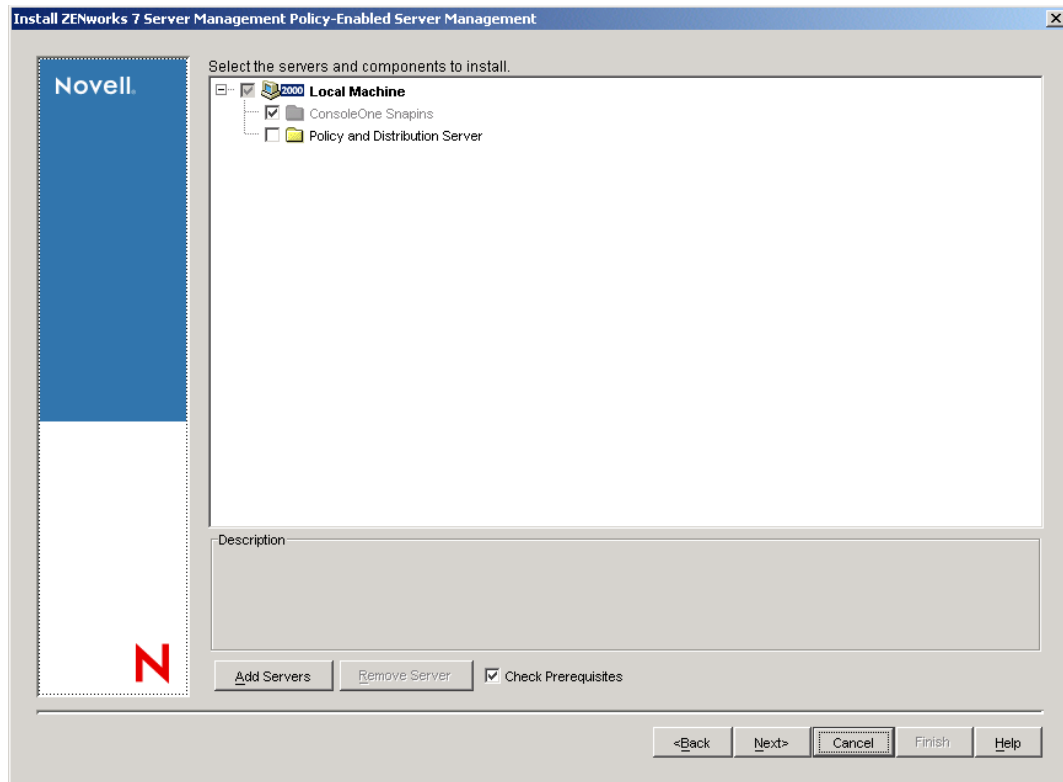 Install ZENworks 7 Server Management Policy-Enabled Server Management
Novell.
Select the servers and components to install.
2000 Local Machine
ConsoleOne Snapins
Policy and Distribution Server
Description
N
Add Servers
Remove Server
Check Prerequisites
<Back
Next>
Cancel
Finish
Help